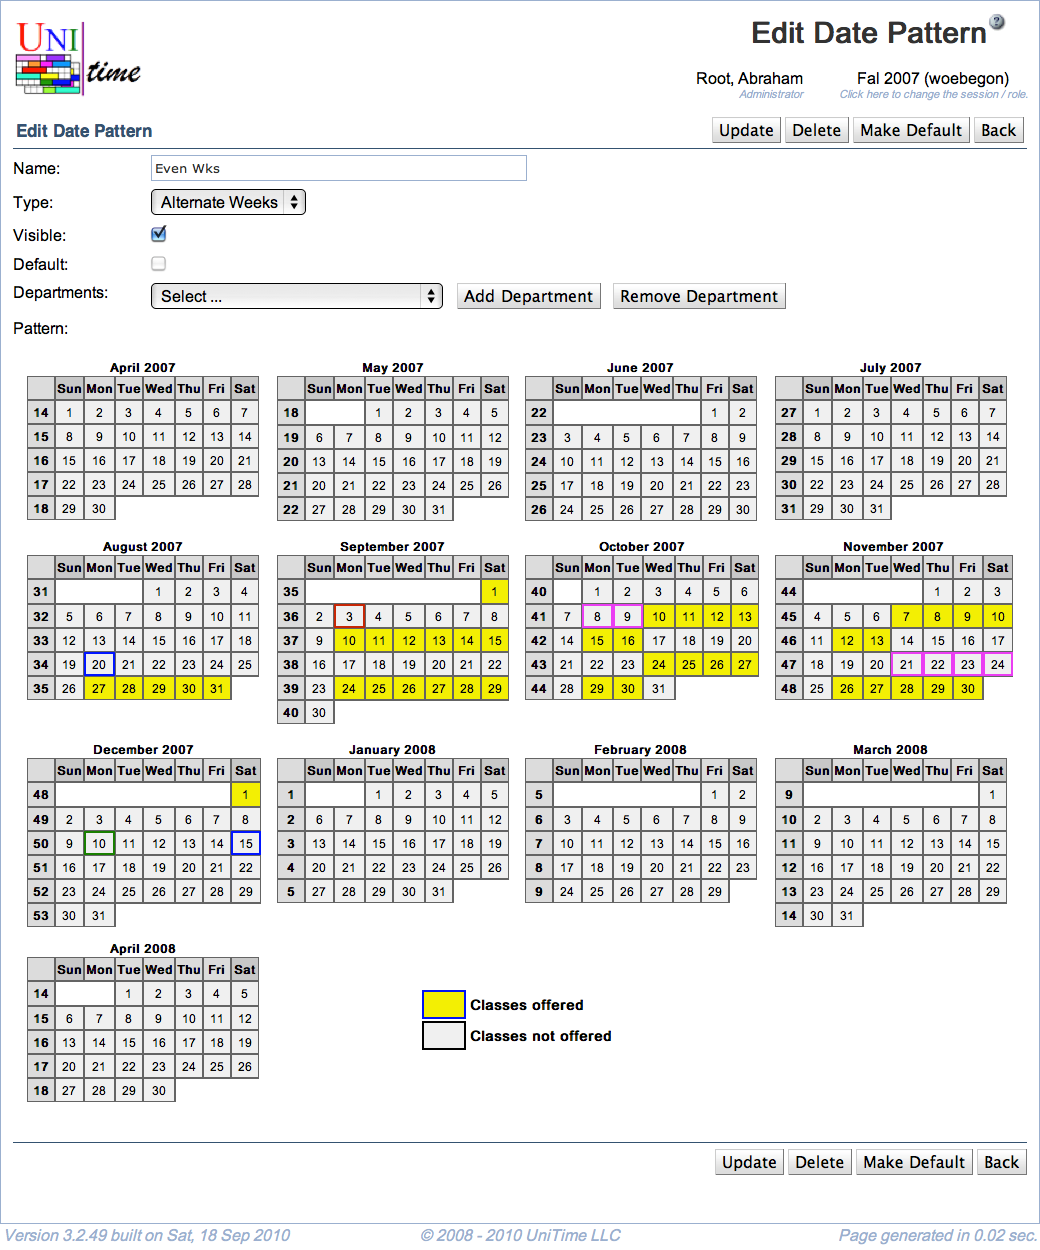 UNI
time
Edit Date Pattern ?
Root, Abraham Fal 2007 (woebegon)
Administrator Click here to change the session / role.
Edit Date Pattern Update Delete Make Default Back
Name: Even Wks
Type: Alternate Weeks
Visible:
Default:
Departments: Select ... Add Department Remove Department
Pattern:
April 2007
Sun Mon Tue Wed Thu Fri Sat
14 1 2 3 4 5 6 7
15 8 9 10 11 12 13 14
16 15 16 17 18 19 20 21
17 22 23 24 25 26 27 28
18 29 30
May 2007
Sun Mon Tue Wed Thu Fri Sat
18 1 2 3 4 5
19 6 7 8 9 10 11 12
20 13 14 15 16 17 18 19
21 20 21 22 23 24 25 26
22 27 28 29 30 31
June 2007
Sun Mon Tue Wed Thu Fri Sat
22 1 2
23 3 4 5 6 7 8 9
24 10 11 12 13 14 15 16
25 17 18 19 20 21 22 23
26 24 25 26 27 28 29 30
July 2007
Sun Mon Tue Wed Thu Fri Sat
27 1 2 3 4 5 6 7
28 8 9 10 11 12 13 14
29 15 16 17 18 19 20 21
30 22 23 24 25 26 27 28
31 29 30 31
August 2007
Sun Mon Tue Wed Thu Fri Sat
31 1 2 3 4
32 5 6 7 8 9 10 11
33 12 13 14 15 16 17 18
34 19 20 21 22 23 24 25
35 26 27 28 29 30 31
September 2007
Sun Mon Tue Wed Thu Fri Sat
35 1
36 2 3 4 5 6 7 8
37 9 10 11 12 13 14 15
38 16 17 18 19 20 21 22
39 23 24 25 26 27 28 29
40 30
October 2007
Sun Mon Tue Wed Thu Fri Sat
40 1 2 3 4 5 6
41 7 8 9 10 11 12 13
42 14 15 16 17 18 19 20
43 21 22 23 24 25 26 27
44 28 29 30 31
November 2007
Sun Mon Tue Wed Thu Fri Sat
44 1 2 3
45 4 5 6 7 8 9 10
46 11 12 13 14 15 16 17
47 18 19 20 21 22 23 24
48 25 26 27 28 29 30
December 2007
Sun Mon Tue Wed Thu Fri Sat
48 1
49 2 3 4 5 6 7 8
50 9 10 11 12 13 14 15
51 16 17 18 19 20 21 22
52 23 24 25 26 27 28 29
53 30 31
January 2008
Sun Mon Tue Wed Thu Fri Sat
1 1 2 3 4 5
2 6 7 8 9 10 11 12
3 13 14 15 16 17 18 19
4 20 21 22 23 24 25 26
5 27 28 29 30 31
February 2008
Sun Mon Tue Wed Thu Fri Sat
5 1 2
6 3 4 5 6 7 8 9
7 10 11 12 13 14 15 16
8 17 18 19 20 21 22 23
9 24 25 26 27 28 29
March 2008
Sun Mon Tue Wed Thu Fri Sat
9 1
10 2 3 4 5 6 7 8
11 9 10 11 12 13 14 15
12 16 17 18 19 20 21 22
13 23 24 25 26 27 28 29
14 30 31
April 2008
Sun Mon Tue Wed Thu Fri Sat
14 1 2 3 4 5
15 6 7 8 9 10 11 12
16 13 14 15 16 17 18 19
17 20 21 22 23 24 25 26
18 27 28 29 30
Classes offered
Classes not offered
Update Delete Make Default Back
Version 3.2.49 built on Sat, 18 Sep 2010 © 2008 - 2010 UniTime LLC Page generated in 0.02 sec.